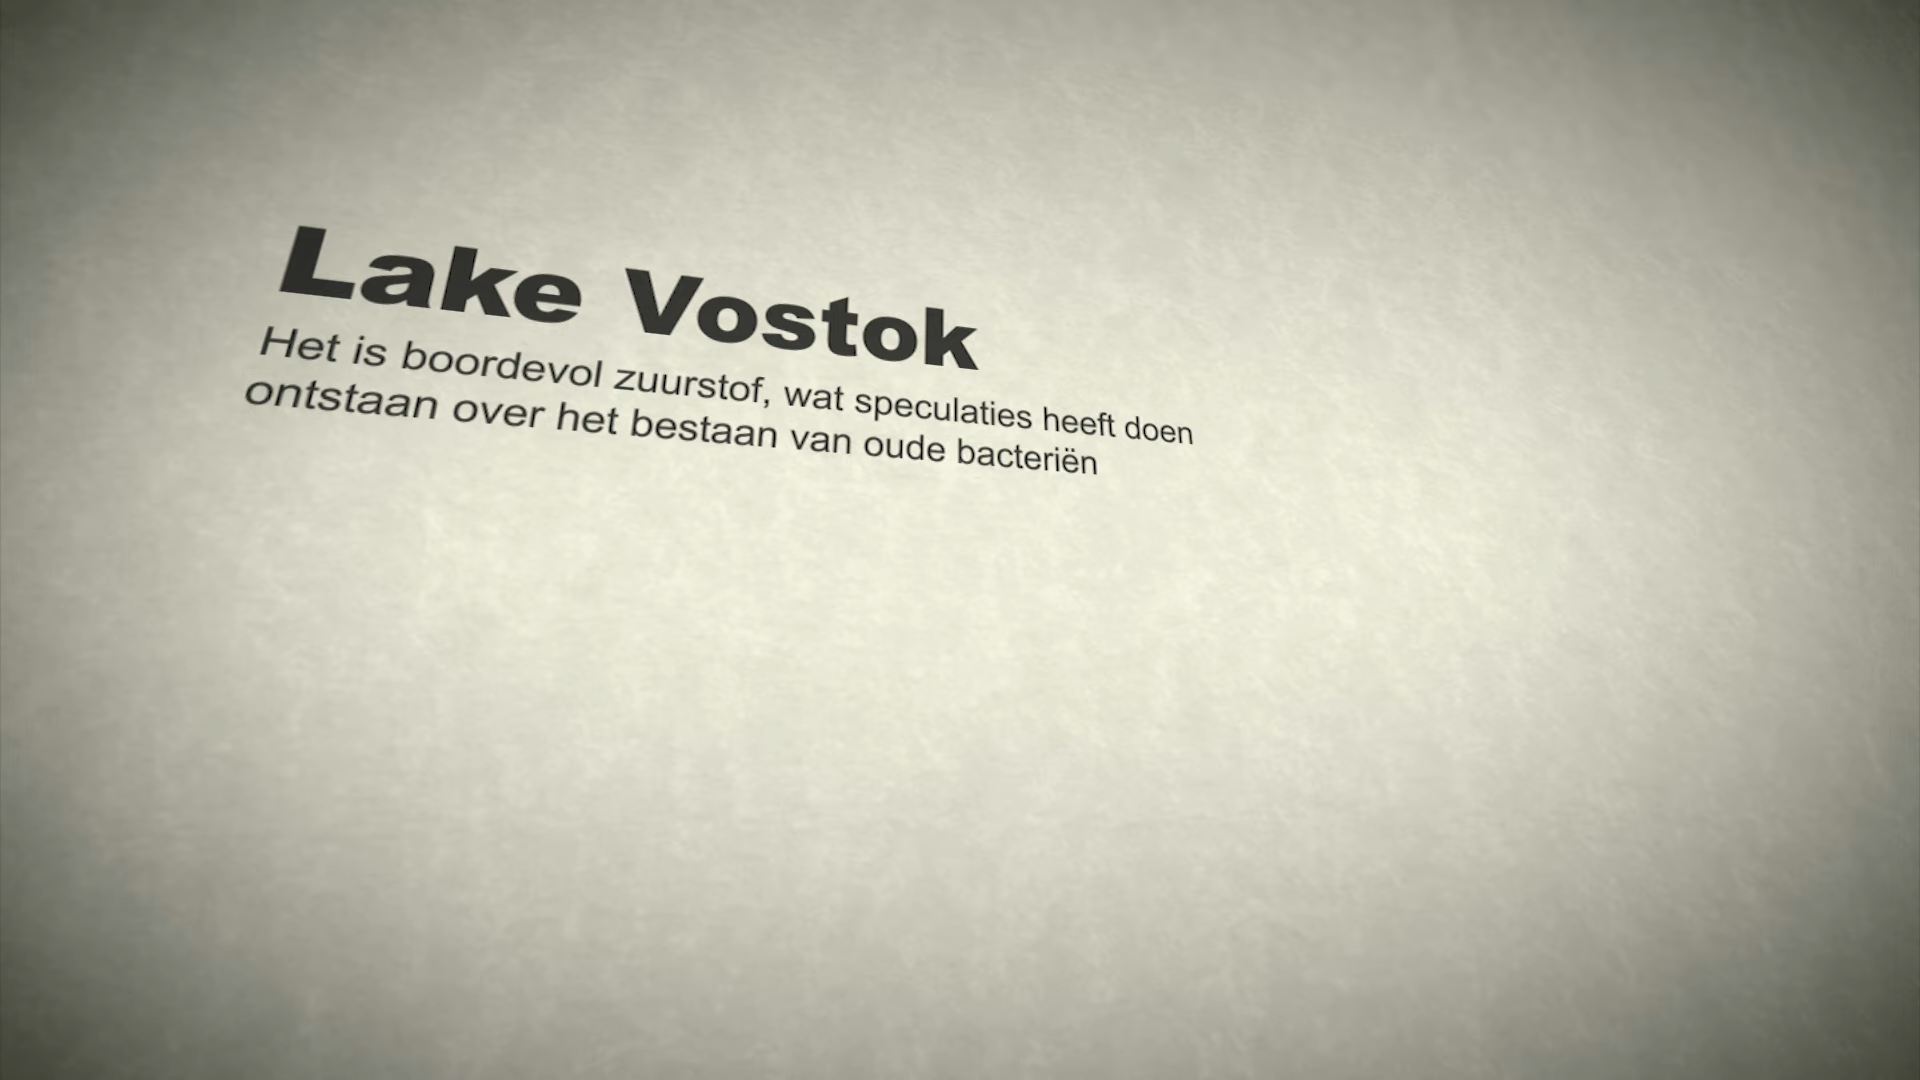 Lake Vostok
Het is boordevol zuurstof, wat speculaties heeft doen
ontstaan over het bestaan van oude bacteriën